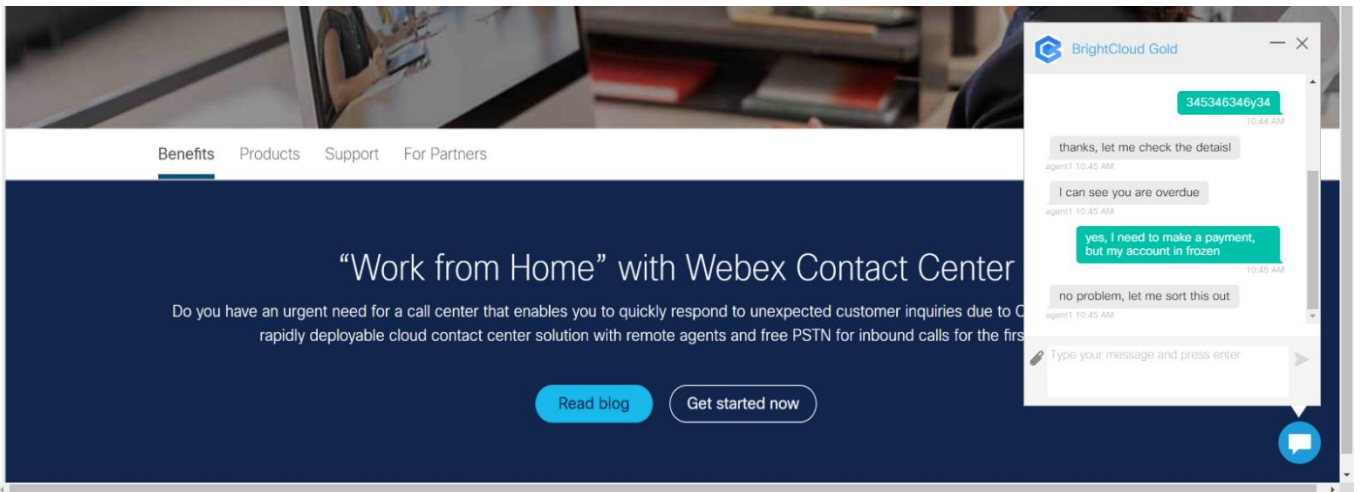 BrightCloud Gold
345346346y34
10:44 AM
thanks, let me check the detaisl
agent1 10:45 AM
I can see you are overdue
agent1 10:45 AM
yes, I need to make a payment,
but my account in frozen
10:45 AM
no problem, let me sort this out
agent1 10:45 AM
Type your message and press enter
Benefits Products Support For Partners
“Work from Home” with Webex Contact Center
Do you have an urgent need for a call center that enables you to quickly respond to unexpected customer inquiries due to
rapidly deployable cloud contact center solution with remote agents and free PSTN for inbound calls for the
Read blog Get started now